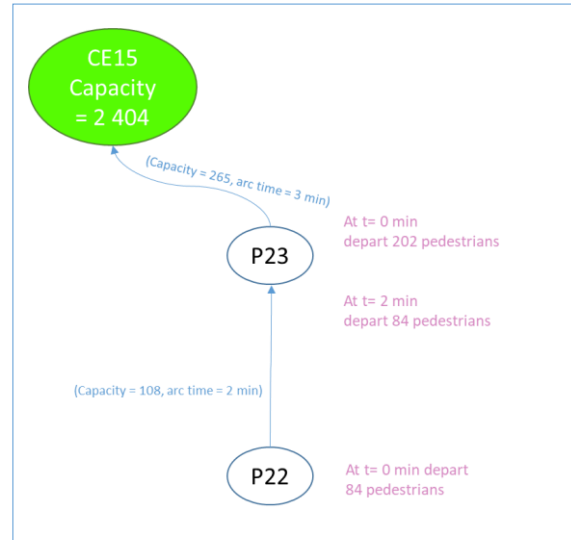 CE15
Capacity
= 2 404
(Capacity = 265, arc time = 3 min)
At t= 0 min
depart 202 pedestrians
P23
At t= 2 min
depart 84 pedestrians
(Capacity = 108, arc time = 2 min)
P22
At t= 0 min depart
84 pedestrians